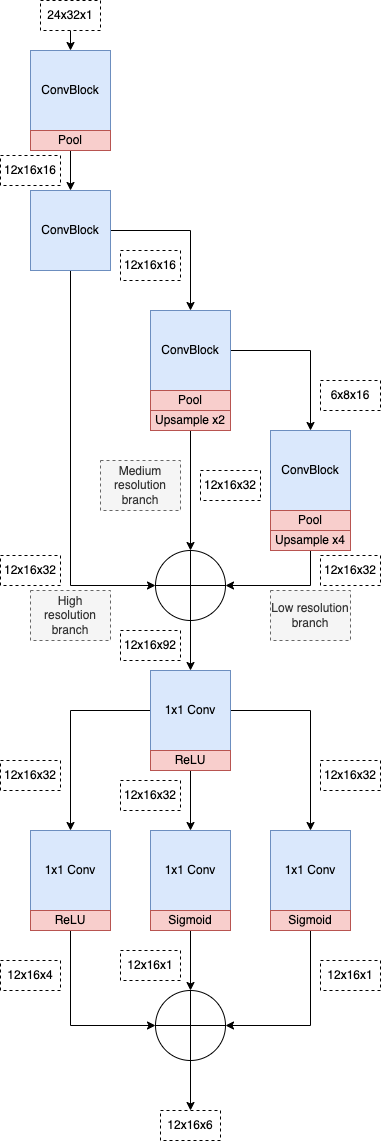 24x32x1
ConvBlock
Pool
12x16x16
ConvBlock
12x16x16
ConvBlock
Pool
Upsample x2
6x8x16
ConvBlock
Pool
Upsample x4
Medium
resolution
branch
12x16x32
12x16x32
12x16x32
High
resolution
branch
Low resolution
branch
12x16x92
1x1 Conv
ReLU
12x16x32
12x16x32
12x16x32
1x1 Conv
ReLU
1x1 Conv
Sigmoid
1x1 Conv
Sigmoid
12x16x4
12x16x1
12x16x1
12x16x6